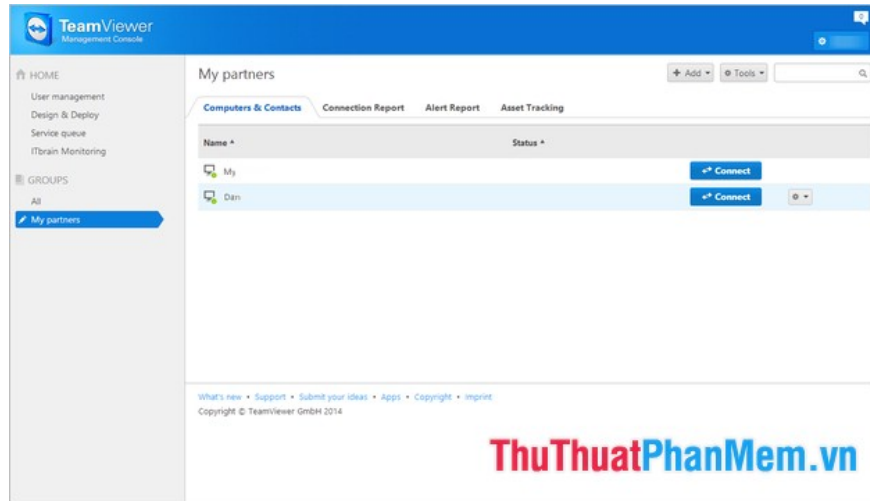 TeamViewer
Management Console
0
HOME
User management
Design & Deploy
Service queue
ITbrain Monitoring
GROUPS
All
My partners
My partners
+ Add
Tools
Computers & Contacts Connection Report Alert Report Asset Tracking
Name Status
My Connect
Dan Connect
What's new • Support • Submit your ideas • Apps • Copyright • Imprint
Copyright © TeamViewer GmbH 2014
ThuThuatPhanMem.vn